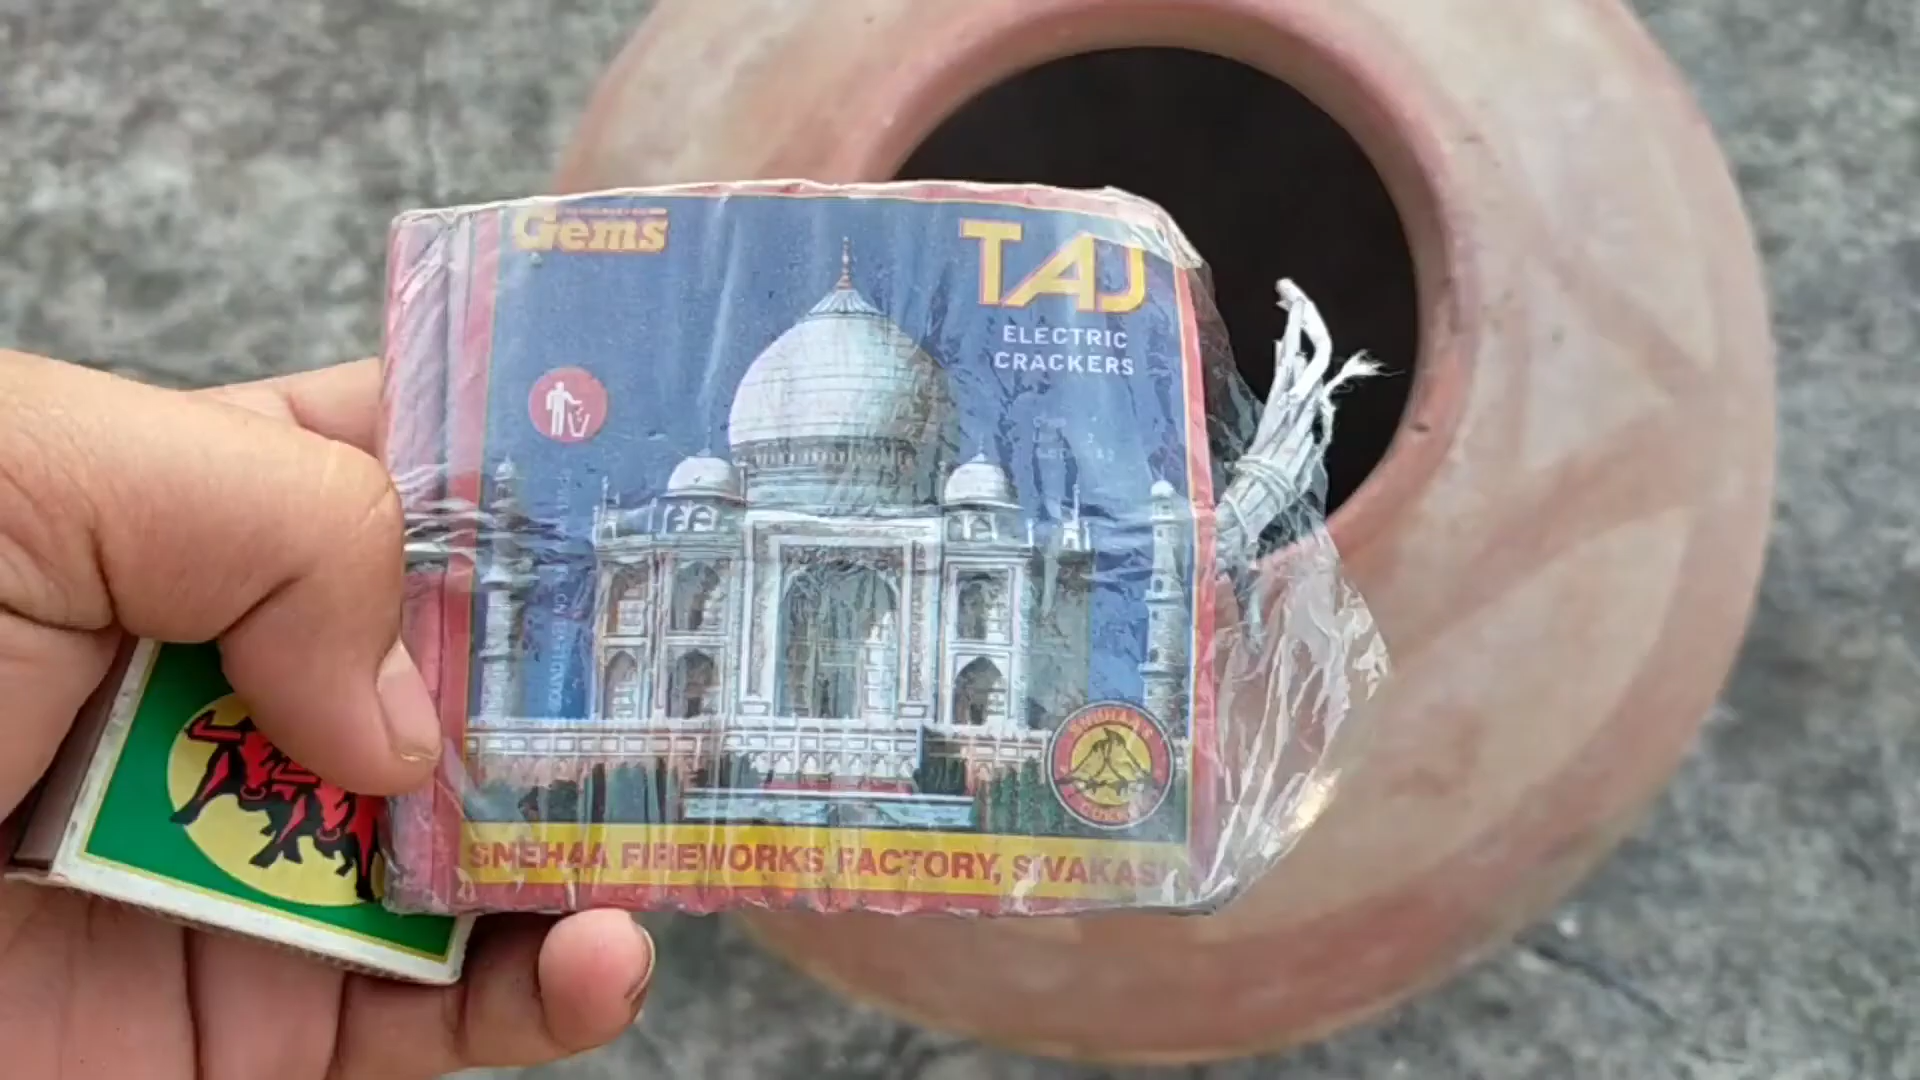 Gems
TAJ
ELECTRIC
CRACKERS
SNEHAA FIREWORKS FACTORY, SIVAKASI